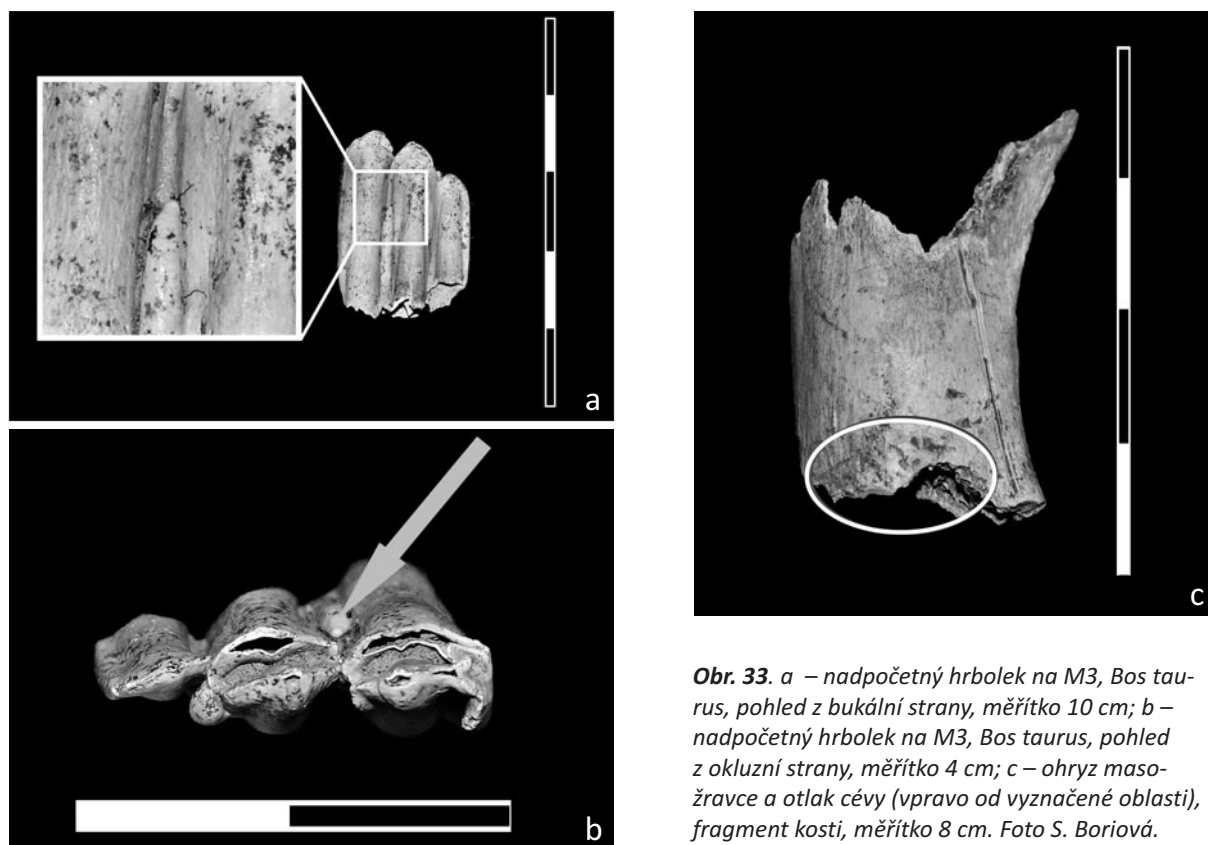 a
b
c
Obr. 33. a – nadpočetný hrbolek na M3, Bos tau-
rus, pohled z bukální strany, měřítko 10 cm; b –
nadpočetný hrbolek na M3, Bos taurus, pohled
z okluzní strany, měřítko 4 cm; c – ohryz maso-
žravce a otlak cévy (vpravo od vyznačené oblasti),
fragment kosti, měřítko 8 cm. Foto S. Boriová.